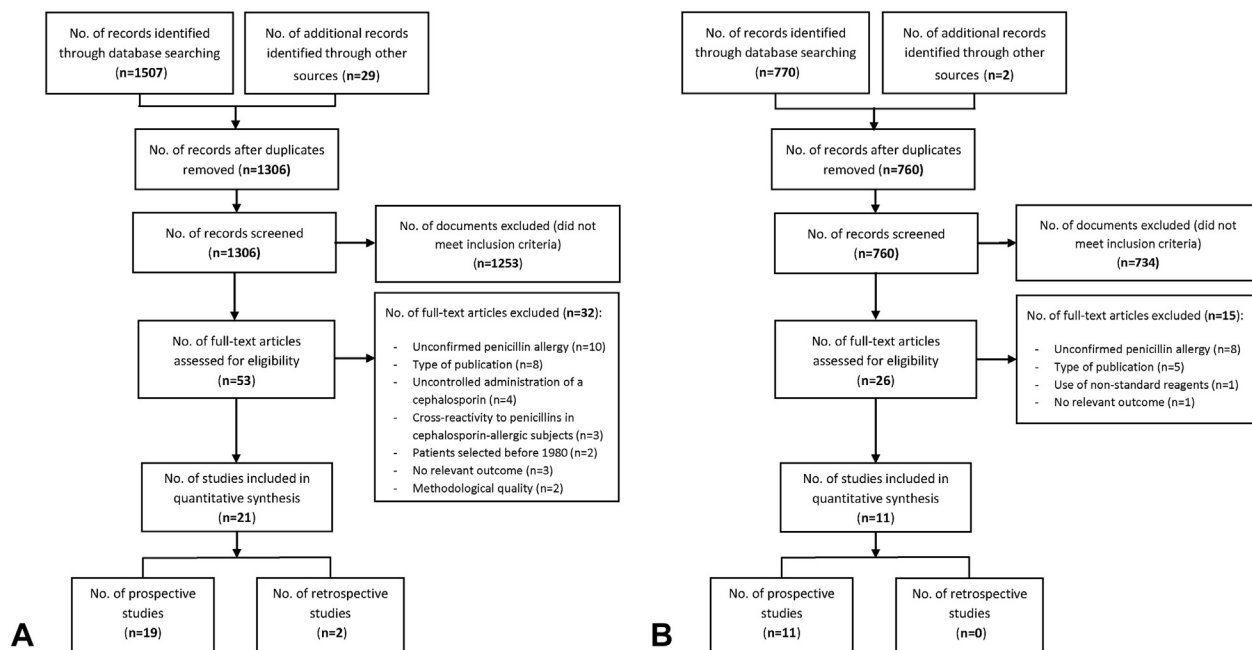 No. of records identified
through database searching
(n=1507)
No. of additional records
identified through other
sources (n=29)
No. of records after duplicates
removed (n=1306)
No. of records screened
(n=1306)
No. of documents excluded (did not
meet inclusion criteria)
(n=1253)
No. of full-text articles
assessed for eligibility
(n=53)
No. of full-text articles excluded (n=32):
- Unconfirmed penicillin allergy (n=10)
- Type of publication (n=8)
- Uncontrolled administration of a
cephalosporin (n=4)
- Cross-reactivity to penicillins in
cephalosporin-allergic subjects (n=3)
- Patients selected before 1980 (n=2)
- No relevant outcome (n=3)
- Methodological quality (n=2)
No. of studies included in
quantitative synthesis
(n=21)
No. of prospective
studies
(n=19)
No. of retrospective
studies
(n=2)
A
No. of records identified
through database searching
(n=770)
No. of additional records
identified through other
sources (n=2)
No. of records after duplicates
removed (n=760)
No. of records screened
(n=760)
No. of documents excluded (did not
meet inclusion criteria)
(n=734)
No. of full-text articles
assessed for eligibility
(n=26)
No. of full-text articles excluded (n=15):
- Unconfirmed penicillin allergy (n=8)
- Type of publication (n=5)
- Use of non-standard reagents (n=1)
- No relevant outcome (n=1)
No. of studies included in
quantitative synthesis
(n=11)
No. of prospective
studies
(n=11)
No. of retrospective
studies
(n=0)
B